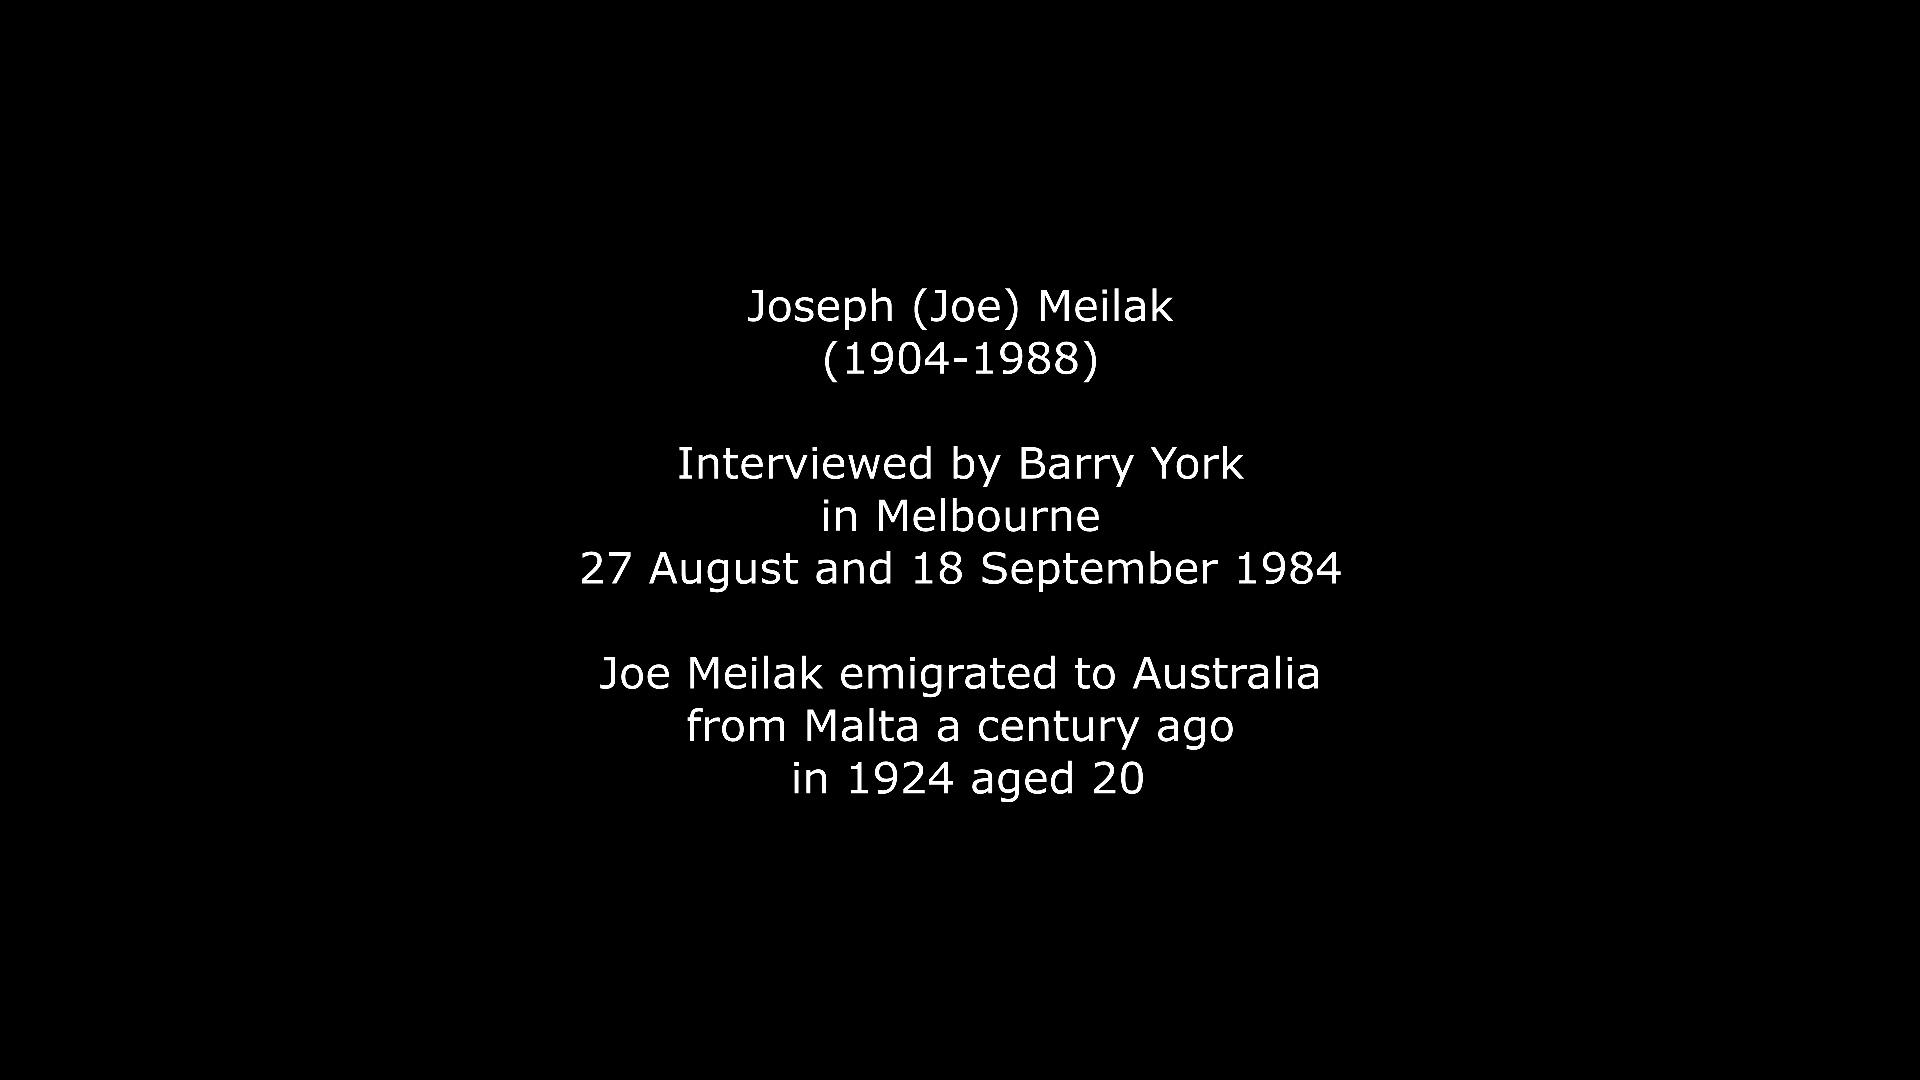 Joseph (Joe) Meilak
(1904-1988)
Interviewed by Barry York
in Melbourne
27 August and 18 September 1984
Joe Meilak emigrated to Australia
from Malta a century ago
in 1924 aged 20